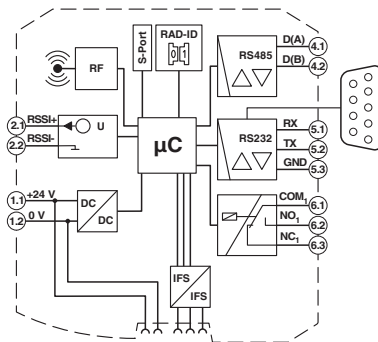 S-Port
RAD-ID
0 1
RF
RS485
D(A) 4.1
D(B) 4.2
2.1 RSSI+
2.2 RSSI-
U
µC
RS232
RX 5.1
TX 5.2
GND 5.3
1.1 +24 V
1.2 0 V
DC
DC
COM1 6.1
NO1 6.2
NC1 6.3
IFS
IFS